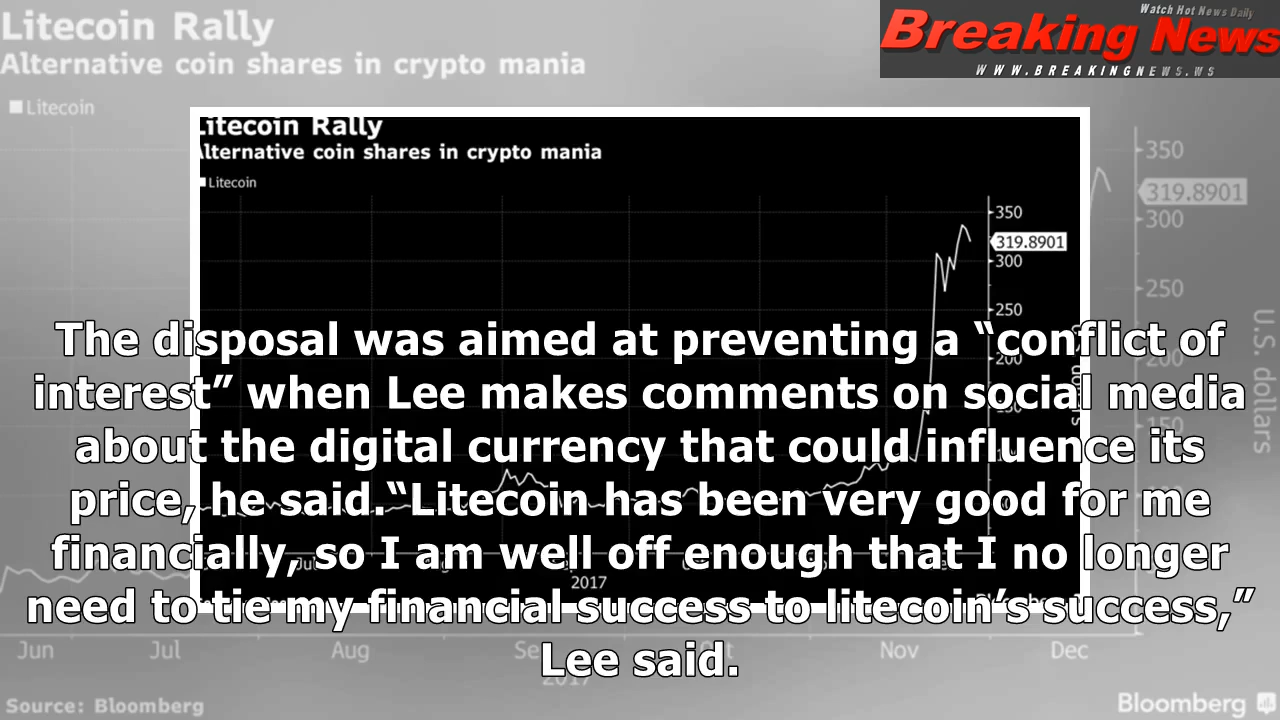 Litecoin Rally
Alternative coin shares in crypto mania
Litecoin
Watch Hot News Daily
Breaking News
WWW.BREAKINGNEWS.WS
Litecoin Rally
Alternative coin shares in crypto mania
Litecoin
350
319.8901
300
250
200
350
319.8901
300
250
200
U.S. dollars
The disposal was aimed at preventing a “conflict of
interest” when Lee makes comments on social media
about the digital currency that could influence its
price, he said.“Litecoin has been very good for me
financially, so I am well off enough that I no longer
need to tie my financial success to litecoin’s success,”
Lee said.
2017
Jun
Jul
Aug
Nov
Dec
2017
Source: Bloomberg
Bloomberg